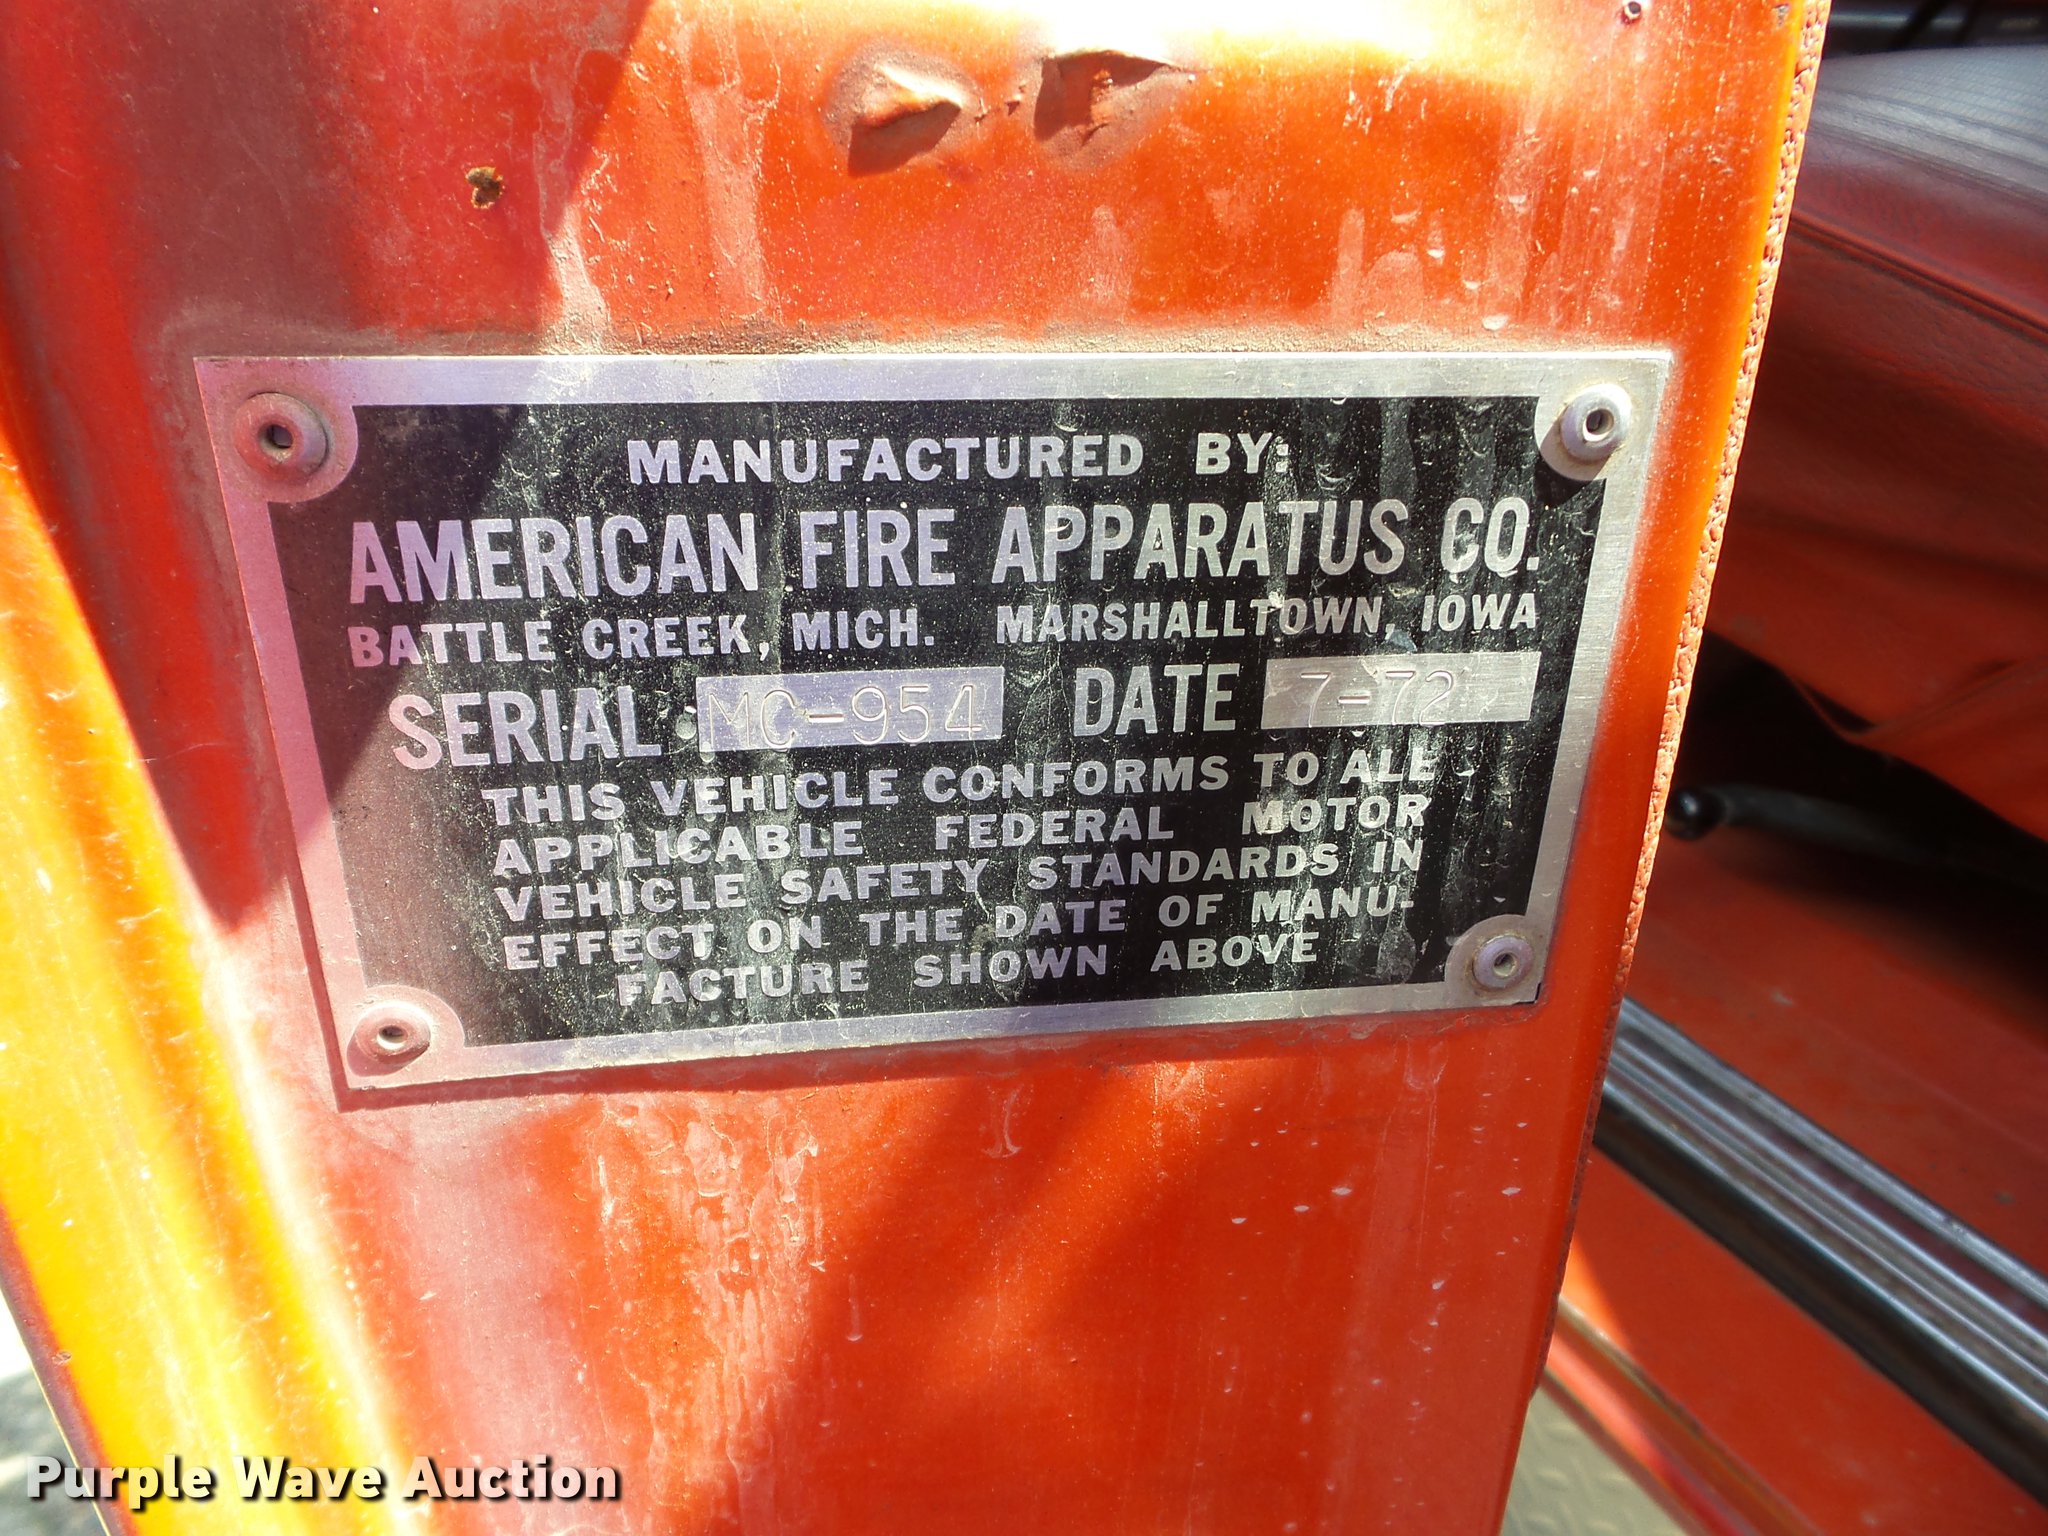 MANUFACTURED BY:
AMERICAN FIRE APPARATUS CO.
BATTLE CREEK, MICH. MARSHALLTOWN, IOWA
SERIAL MC-954 DATE 7-72
THIS VEHICLE CONFORMS TO ALL
APPLICABLE FEDERAL MOTOR
VEHICLE SAFETY STANDARDS IN
EFFECT ON THE DATE OF MANU-
FACTURE SHOWN ABOVE
Purple Wave Auction